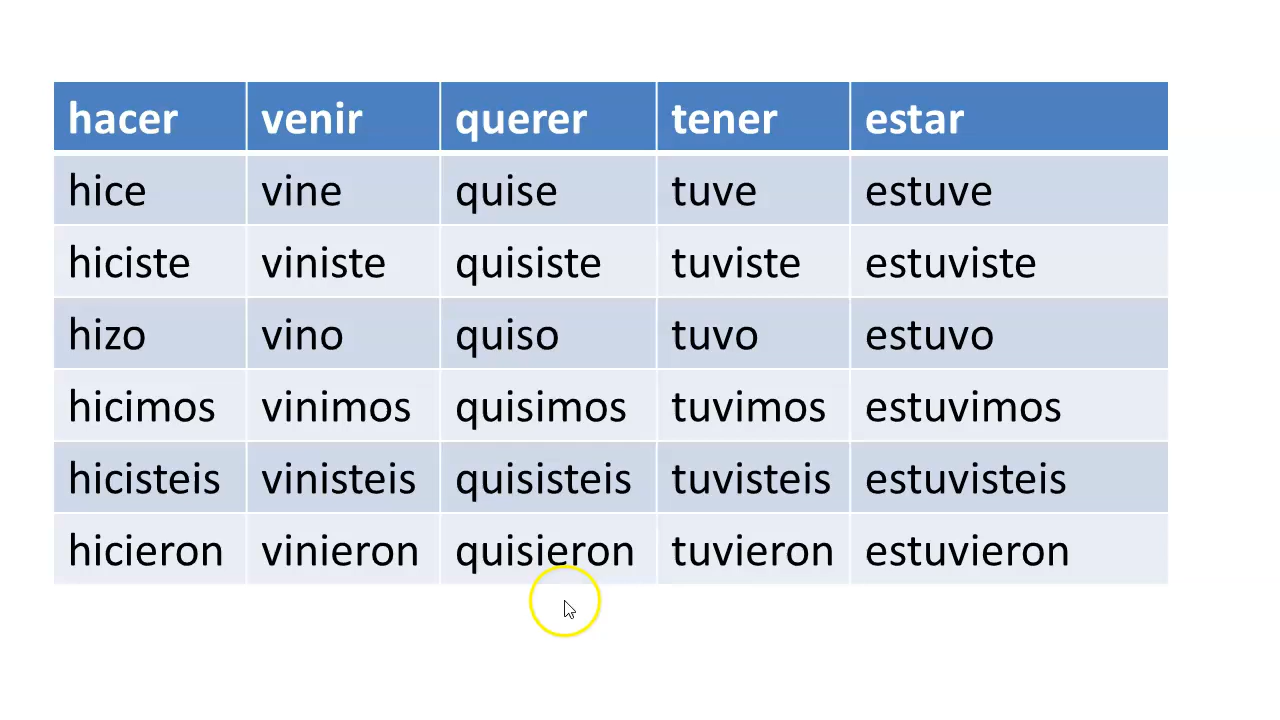 hacer venir querer tener estar
hice vine quise tuve estuve
hiciste viniste quisiste tuviste estuviste
hizo vino quiso tuvo estuvo
hicimos vinimos quisimos tuvimos estuvimos
hicisteis vinisteis quisisteis tuvisteis estuvisteis
hicieron vinieron quisieron tuvieron estuvieron